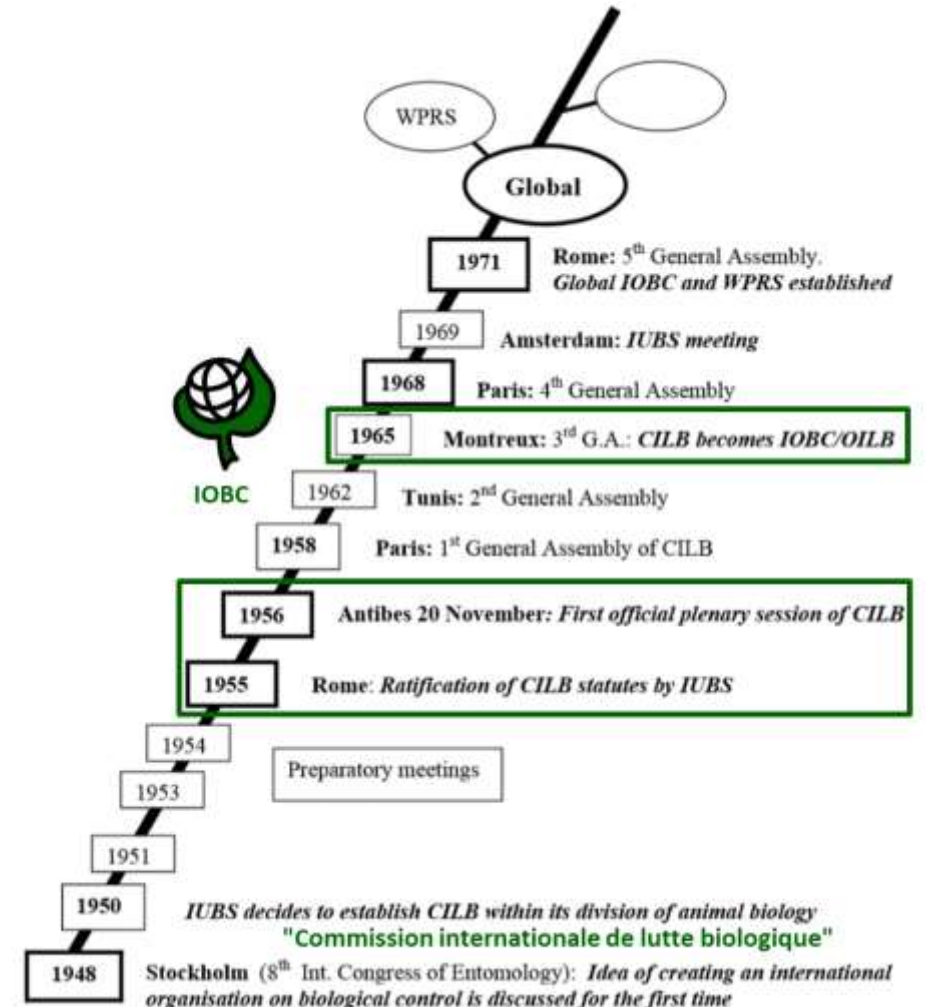 WPRS
Global
1971 Rome: 5th General Assembly.
Global IOBC and WPRS established
1969 Amsterdam: IUBS meeting
1968 Paris: 4th General Assembly
1965 Montreux: 3rd G.A.: CILB becomes IOBC/OILB
IOBC
1962 Tunis: 2nd General Assembly
1958 Paris: 1st General Assembly of CILB
1956 Antibes 20 November: First official plenary session of CILB
1955 Rome: Ratification of CILB statutes by IUBS
1954
Preparatory meetings
1953
1951
1950 IUBS decides to establish CILB within its division of animal biology
"Commission internationale de lutte biologique"
1948 Stockholm (8th Int. Congress of Entomology): Idea of creating an international
organisation on biological control is discussed for the first time